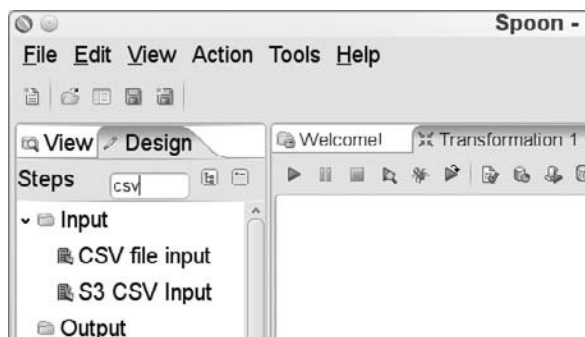 Spoon -
File Edit View Action Tools Help
View Design
Welcome! Transformation 1
Steps csv
Input
CSV file input
S3 CSV Input
Output